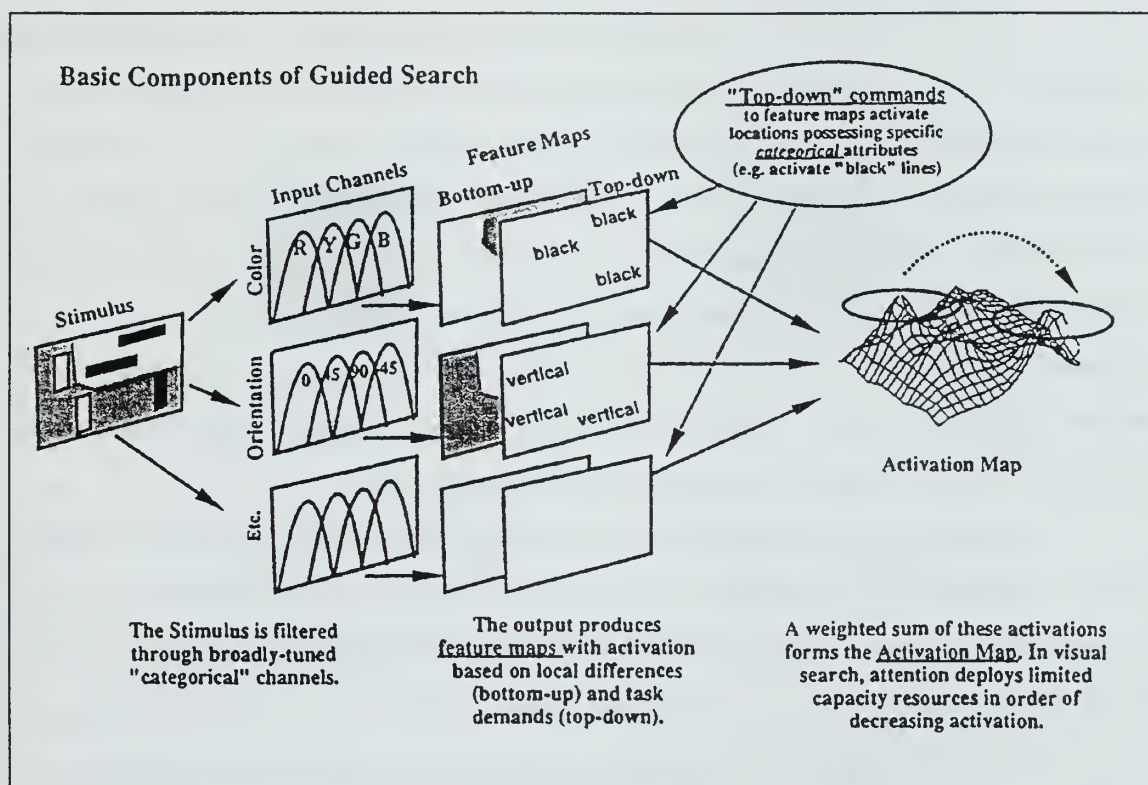 Basic Components of Guided Search
"Top-down" commands
to feature maps activate
locations possessing specific
categorical attributes
(e.g. activate "black" lines)
Stimulus
Input Channels
Feature Maps
Bottom-up
Top-down
Color
R Y G B
black
black
black
Orientation
0 45 90 -45
vertical
vertical
vertical
Etc.
Activation Map
The Stimulus is filtered
through broadly-tuned
"categorical" channels.
The output produces
feature maps with activation
based on local differences
(bottom-up) and task
demands (top-down).
A weighted sum of these activations
forms the Activation Map. In visual
search, attention deploys limited
capacity resources in order of
decreasing activation.